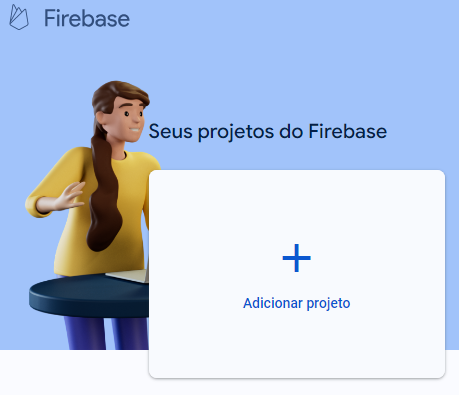 Firebase
Seus projetos do Firebase
Adicionar projeto